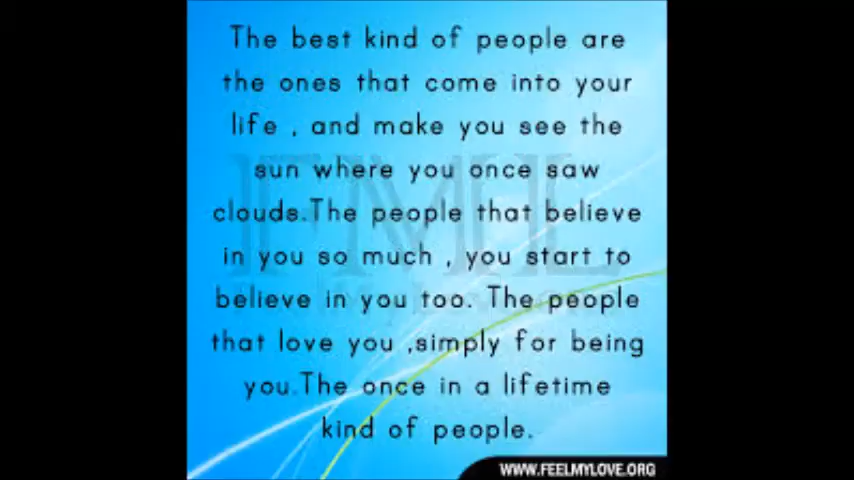 The best kind of people are
the ones that come into your
life , and make you see the
sun where you once saw
clouds.The people that believe
in you so much , you start to
believe in you too. The people
that love you ,simply for being
you.The once in a lifetime
kind of people.
FML
WWW.FEELMYLOVE.ORG